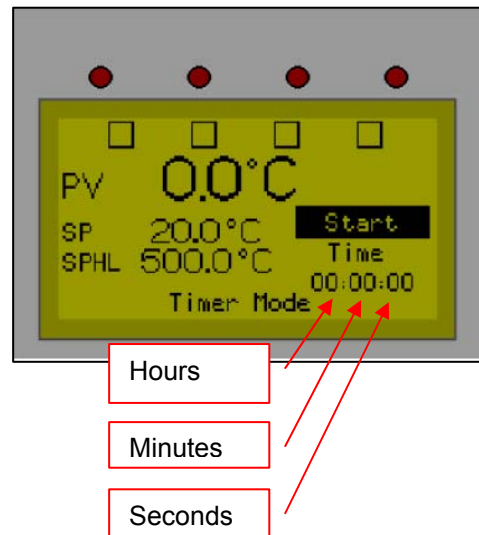 PV 0.0°C
SP 20.0°C Start
SPHL 500.0°C Time
00:00:00
Timer Mode
Hours
Minutes
Seconds